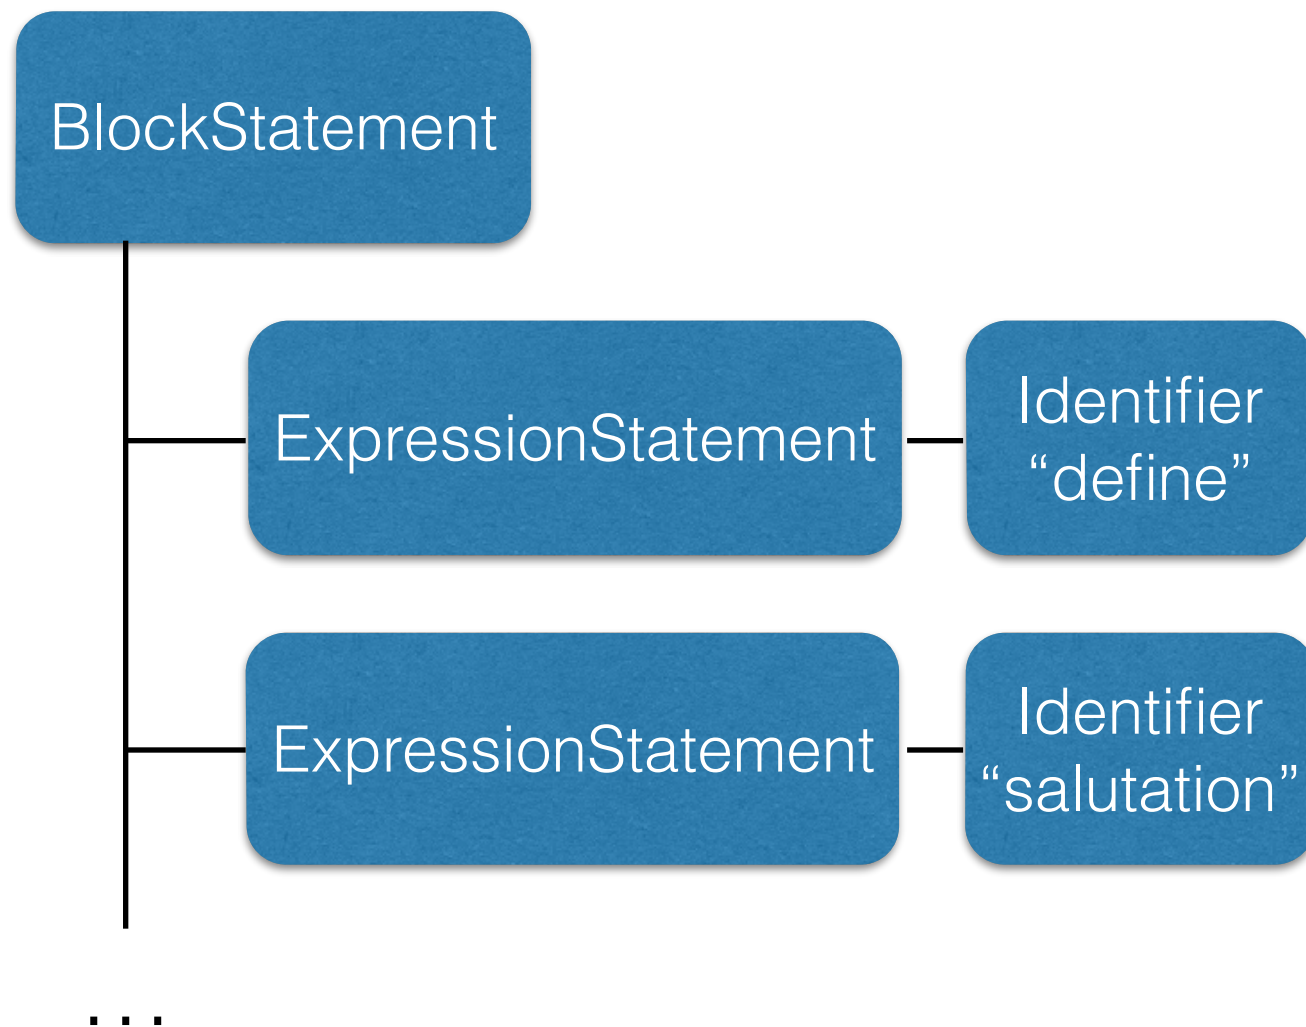 BlockStatement
ExpressionStatement
Identifier
“define”
ExpressionStatement
Identifier
“salutation”
...